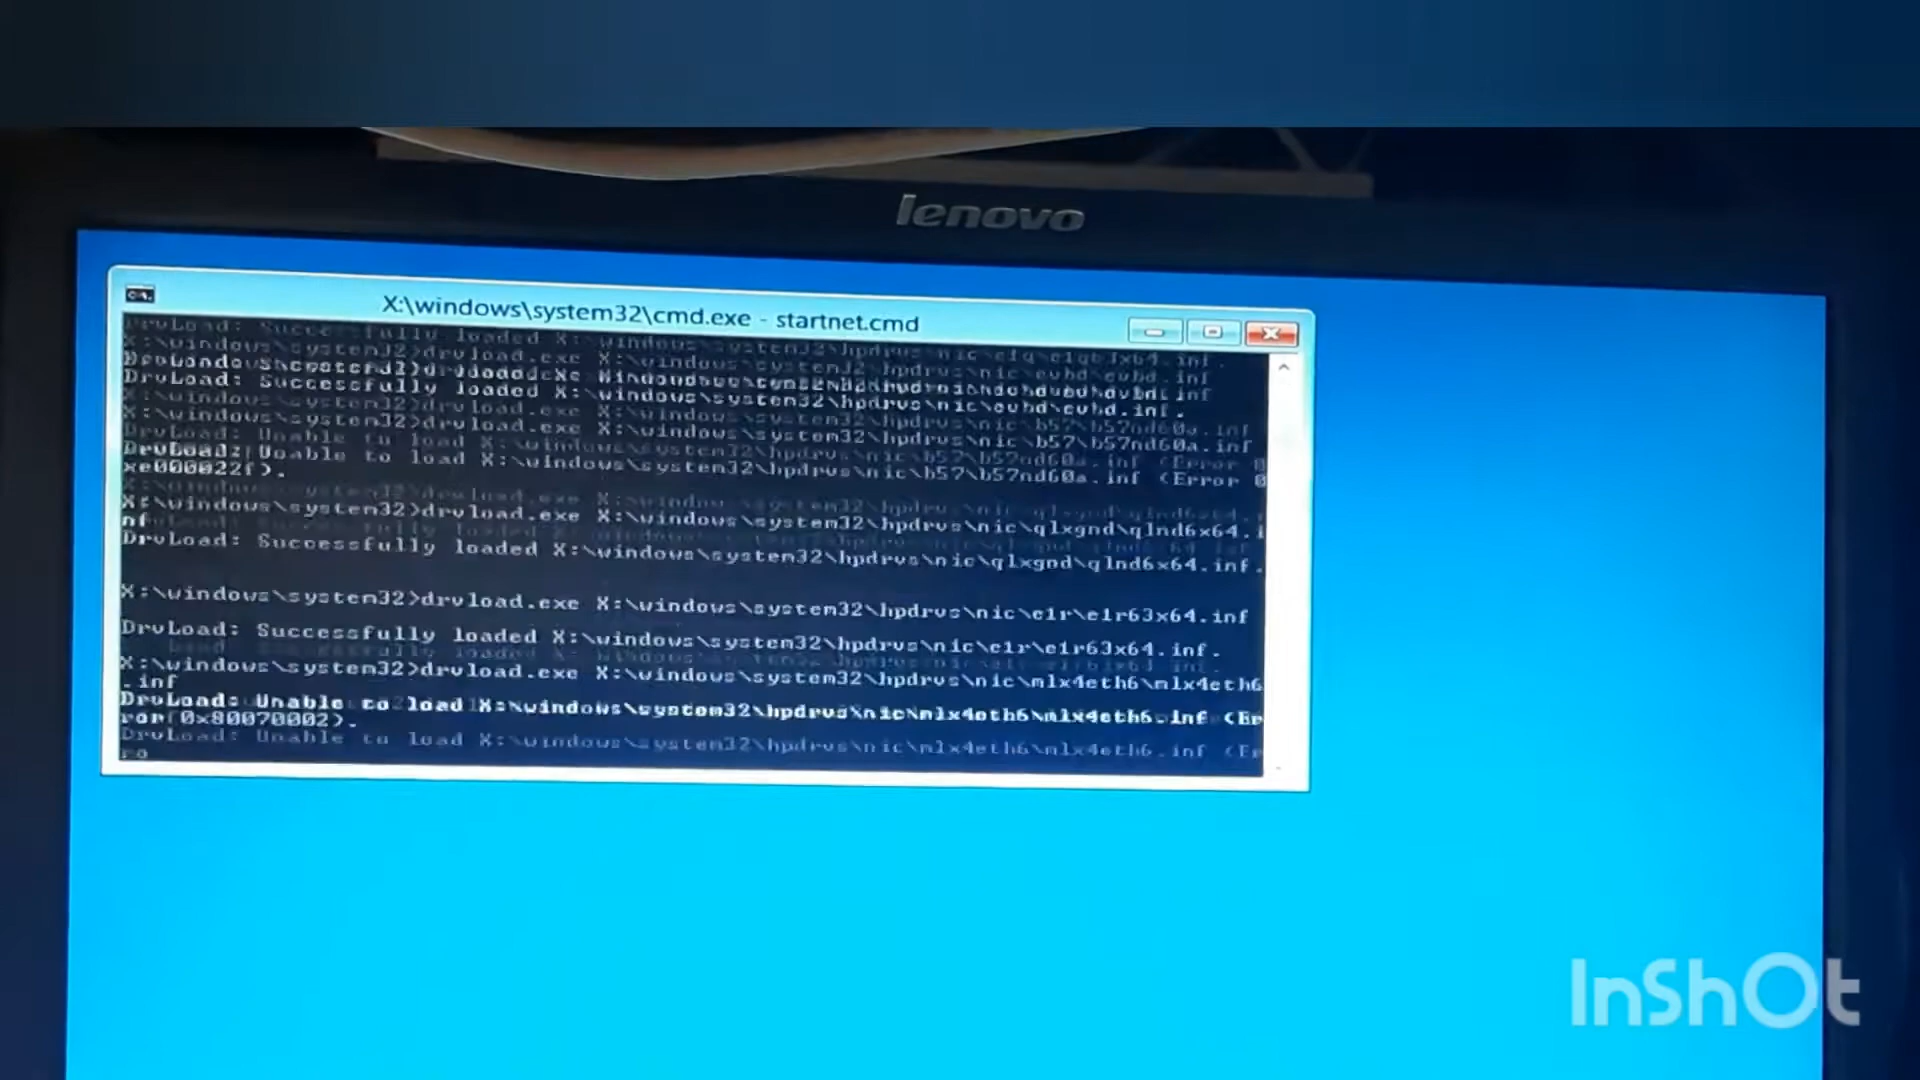 lenovo
X:\windows\system32\cmd.exe - startnet.cmd
DrvLoad: Successfully loaded X:\windows\system32\hpdrvs\nic\evbd\evbd.inf.
X:\windows\system32>drvload.exe X:\windows\system32\hpdrvs\nic\b57\b57nd60a.inf
DrvLoad: Unable to load X:\windows\system32\hpdrvs\nic\b57\b57nd60a.inf (Error 0
xe000022f).
X:\windows\system32>drvload.exe X:\windows\system32\hpdrvs\nic\qlxgnd\qlnd6x64.i
nf
DrvLoad: Successfully loaded X:\windows\system32\hpdrvs\nic\qlxgnd\qlnd6x64.inf.
X:\windows\system32>drvload.exe X:\windows\system32\hpdrvs\nic\e1r\e1r63x64.inf
DrvLoad: Successfully loaded X:\windows\system32\hpdrvs\nic\e1r\e1r63x64.inf.
X:\windows\system32>drvload.exe X:\windows\system32\hpdrvs\nic\mlx4eth6\mlx4eth6
.inf
DrvLoad: Unable to load X:\windows\system32\hpdrvs\nic\mlx4eth6\mlx4eth6.inf (Er
ror 0x80070002).
InShOt